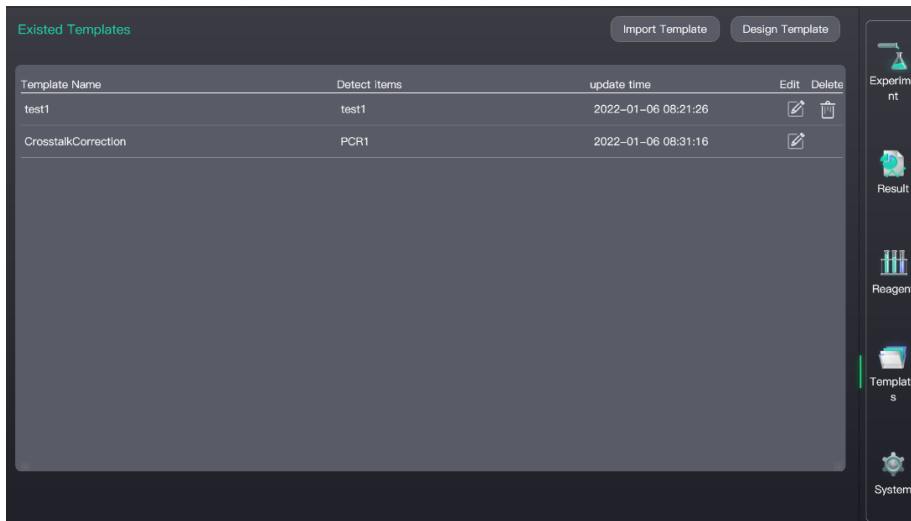 Existed Templates
Import Template
Design Template
Template Name Detect items update time Edit Delete
test1 test1 2022-01-06 08:21:26
CrosstalkCorrection PCR1 2022-01-06 08:31:16
Experim
nt
Result
Reagen
Templat
s
System